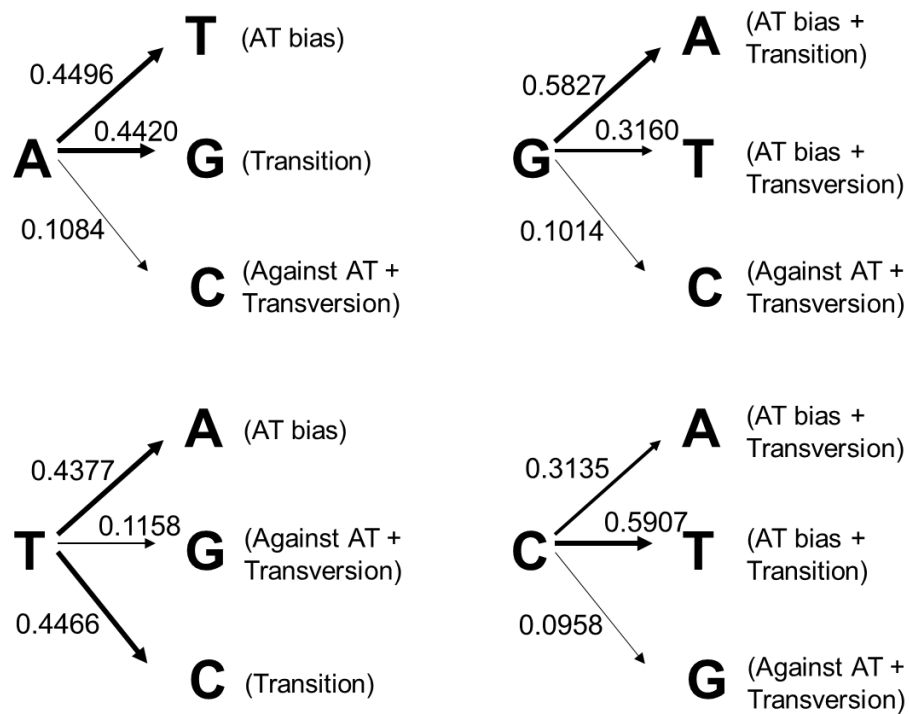 T (AT bias)
0.4496
0.4420
A
G (Transition)
0.1084
C (Against AT +
Transversion)
A (AT bias +
Transition)
0.5827
0.3160
G
T (AT bias +
Transversion)
0.1014
C (Against AT +
Transversion)
A (AT bias)
0.4377
0.1158
T
G (Against AT +
Transversion)
0.4466
C (Transition)
A (AT bias +
Transversion)
0.3135
0.5907
C
T (AT bias +
Transition)
0.0958
G (Against AT +
Transversion)